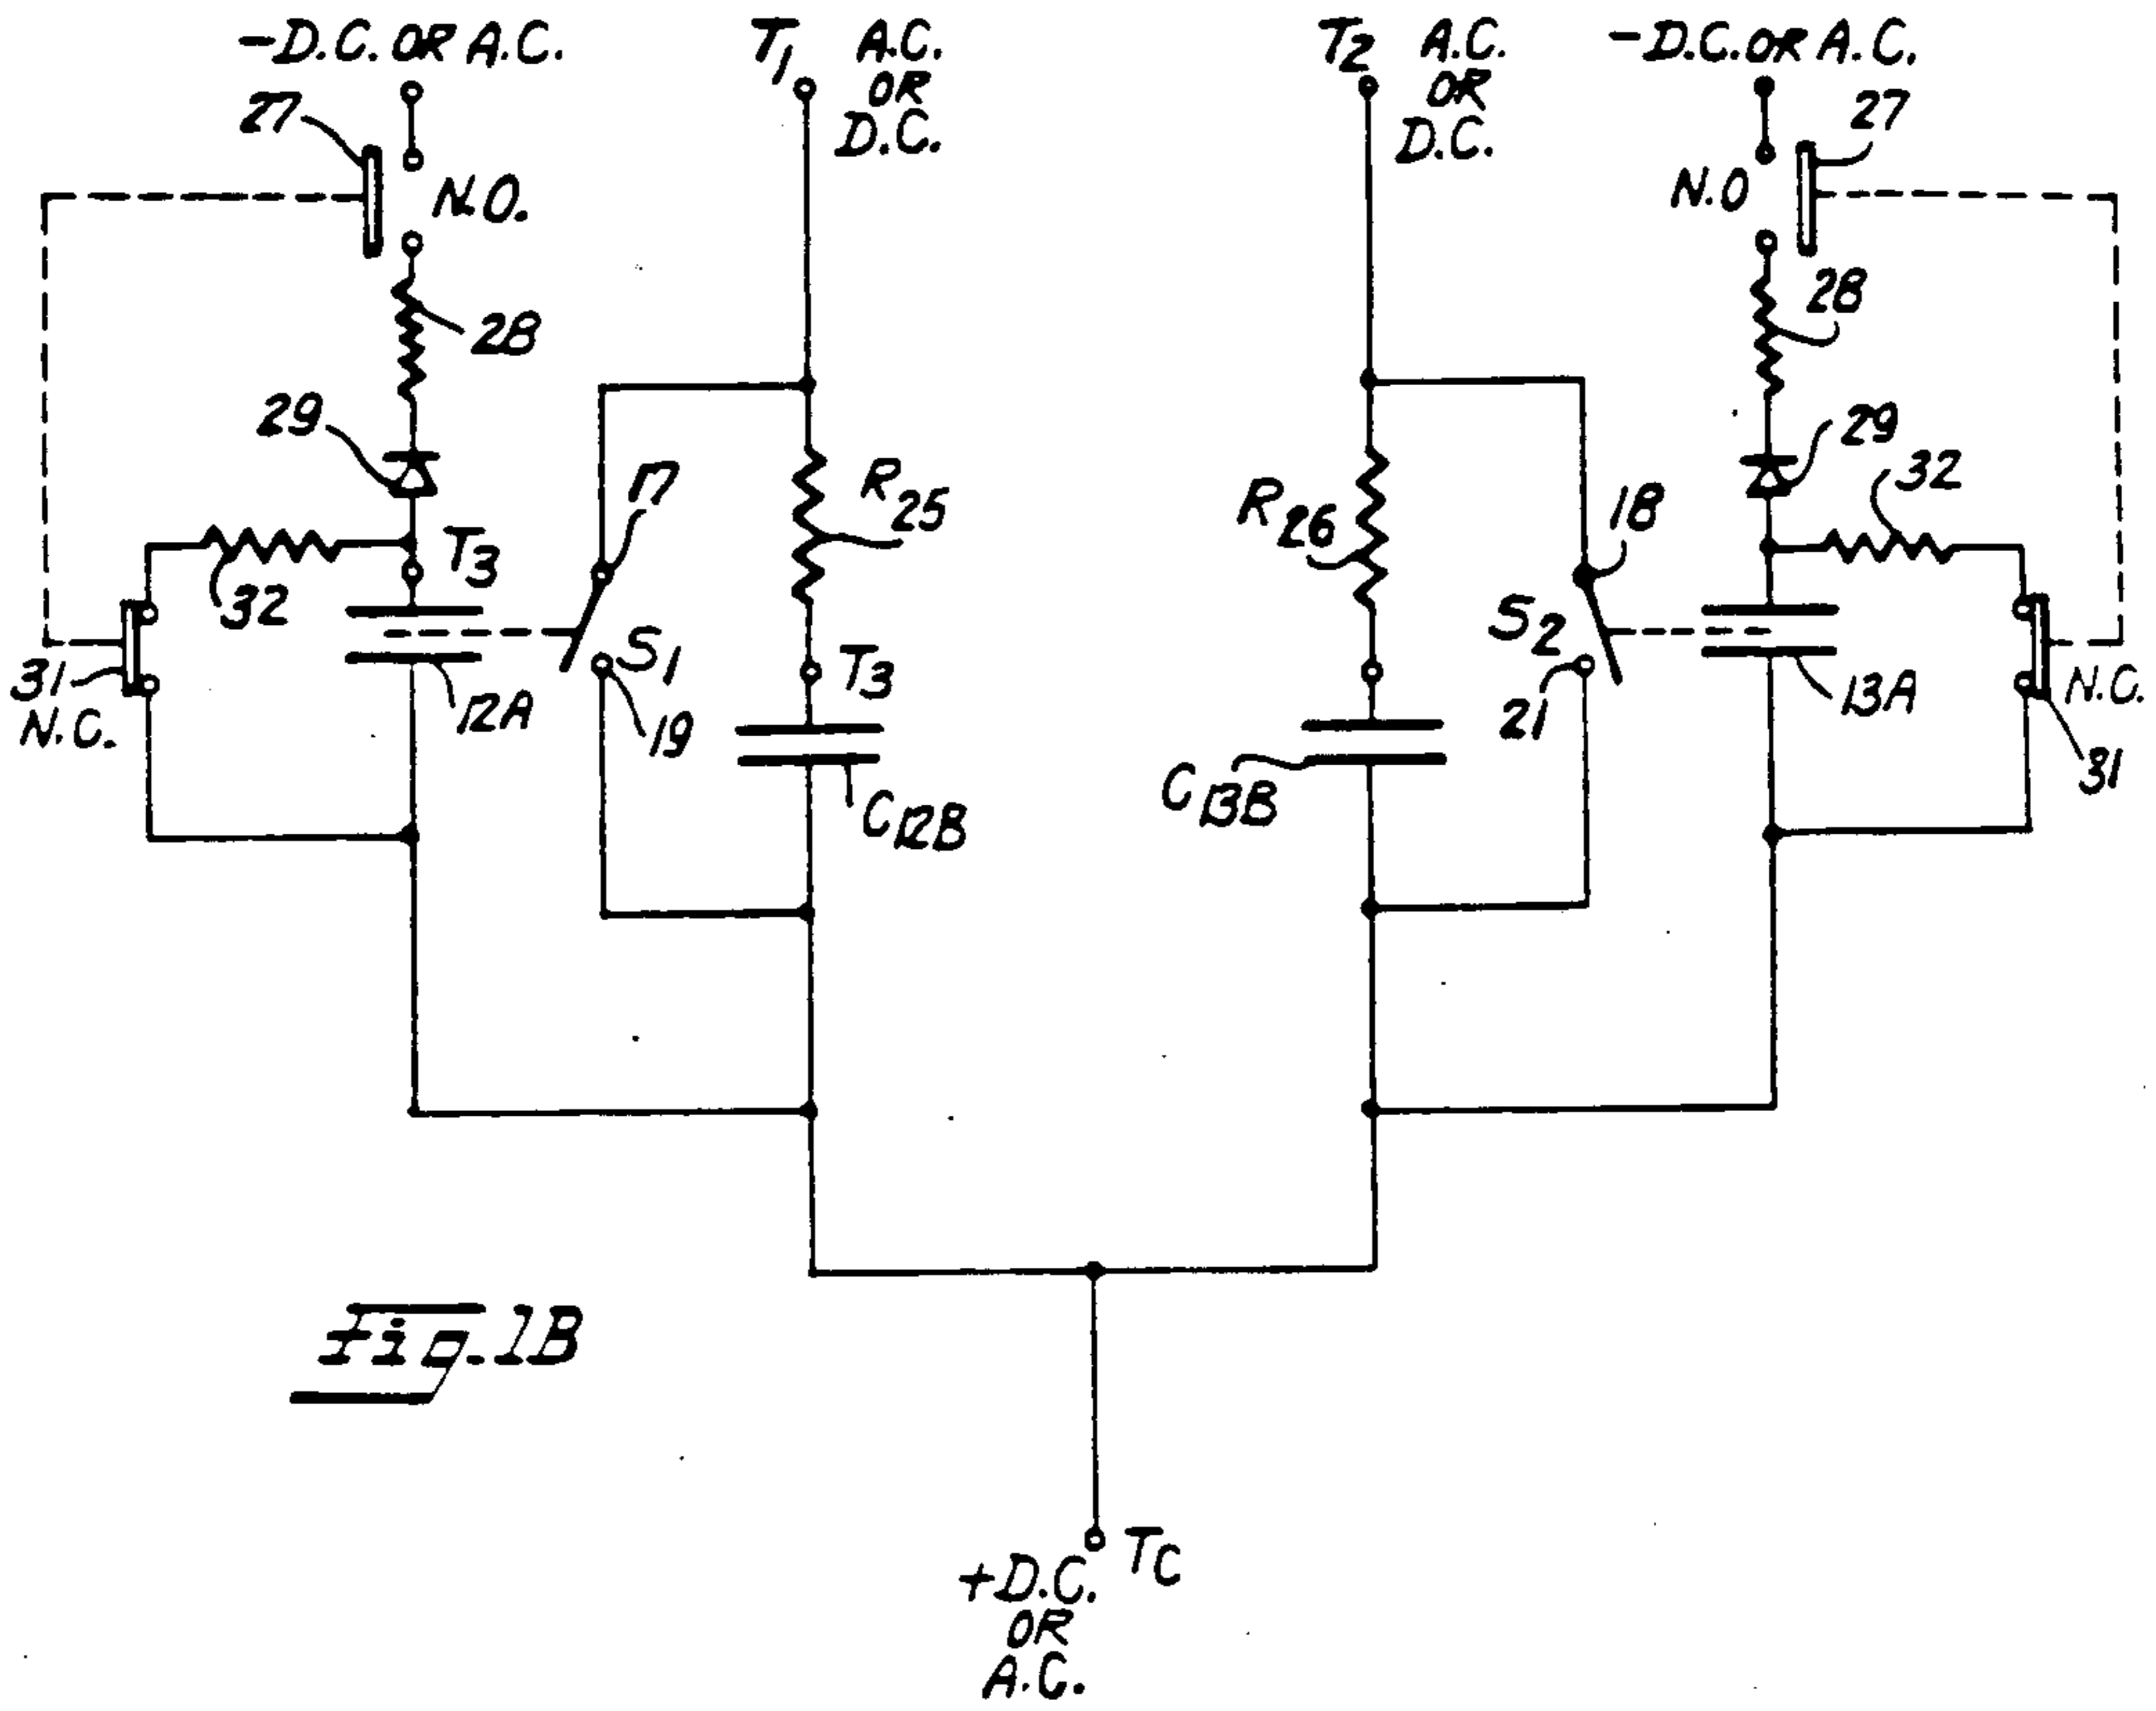 -D.C. OR A.C.
T1
A.C.
OR
D.C.
T2
A.C.
OR
D.C.
-D.C. OR A.C.
27
N.O.
28
29
T3
32
31
N.C.
12A
17
S1
19
R25
T3
C12B
R26
C13B
18
S2
21
27
N.O
28
29
32
13A
N.C.
31
TC
+D.C.
OR
A.C.
Fig.1B